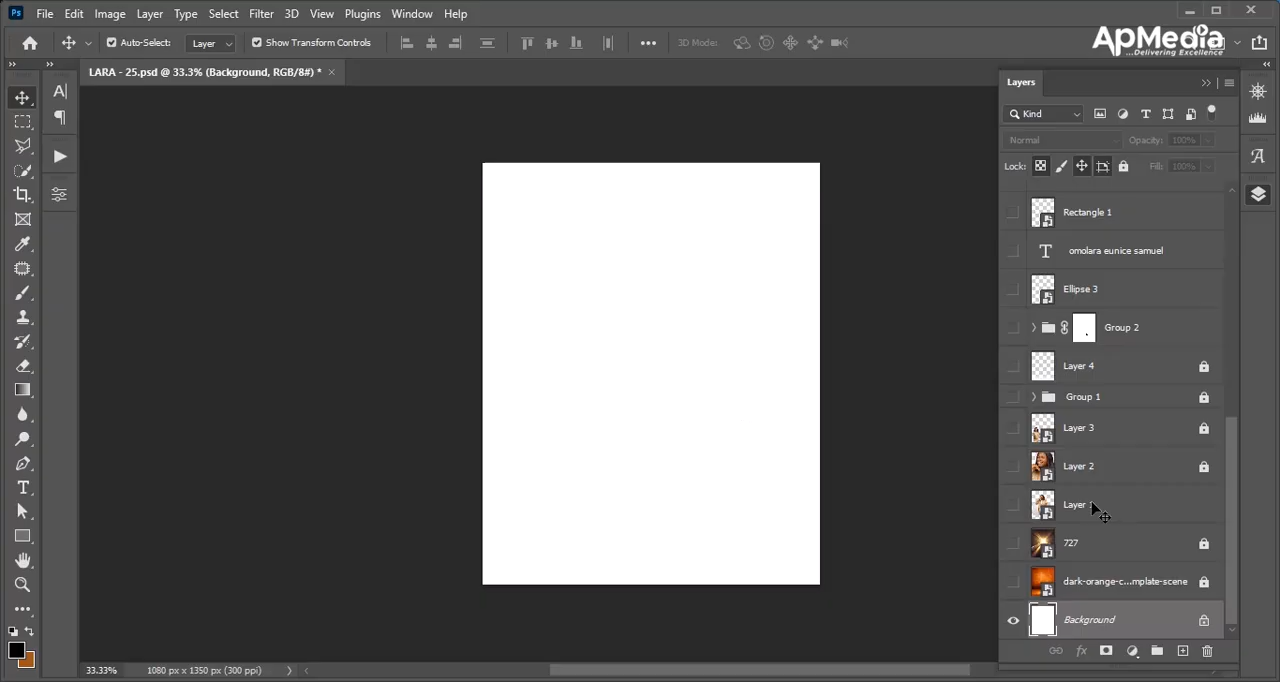 Ps File Edit Image Layer Type Select Filter 3D View Plugins Window Help
Auto-Select: Layer Show Transform Controls 3D Mode:
ApMedia
...Delivering Excellence
LARA - 25.psd @ 33.3% (Background, RGB/8#) *
Layers
Kind
Normal Opacity: 100%
Lock: Fill: 100%
Rectangle 1
omolara eunice samuel
Ellipse 3
Group 2
Layer 4
Group 1
Layer 3
Layer 2
Layer
727
dark-orange-c...mplate-scene
Background
33.33% 1080 px x 1350 px (300 ppi)